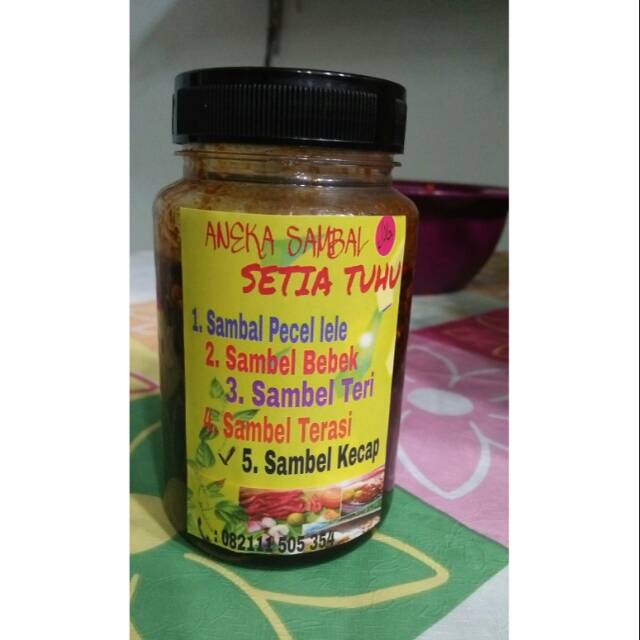 ANEKA SAMBAL
SETIA TUHU
1. Sambal Pecel lele
2. Sambel Bebek
3. Sambel Teri
4. Sambel Terasi
✓ 5. Sambel Kecap
: 082111 505 354